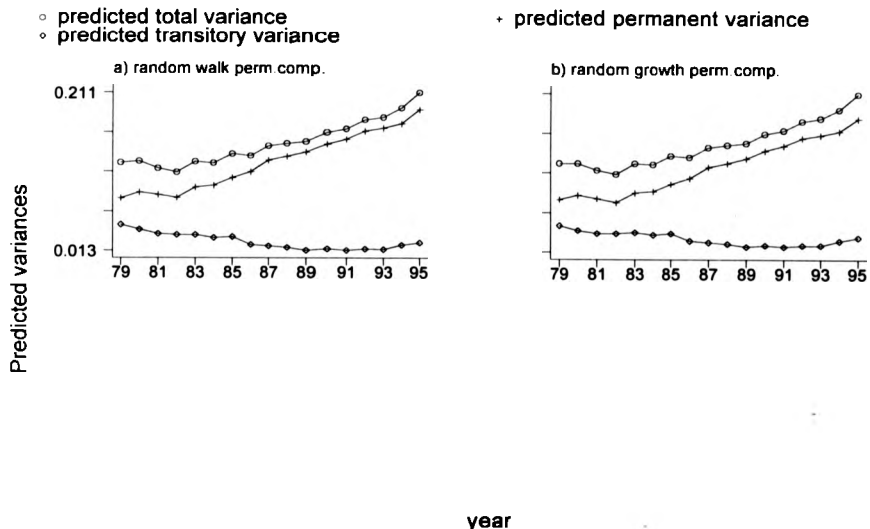 predicted total variance
predicted transitory variance
predicted permanent variance
a) random walk perm.comp.
b) random growth perm.comp.
0.211
0.013
Predicted variances
79 81 83 85 87 89 91 93 95
79 81 83 85 87 89 91 93 95
year